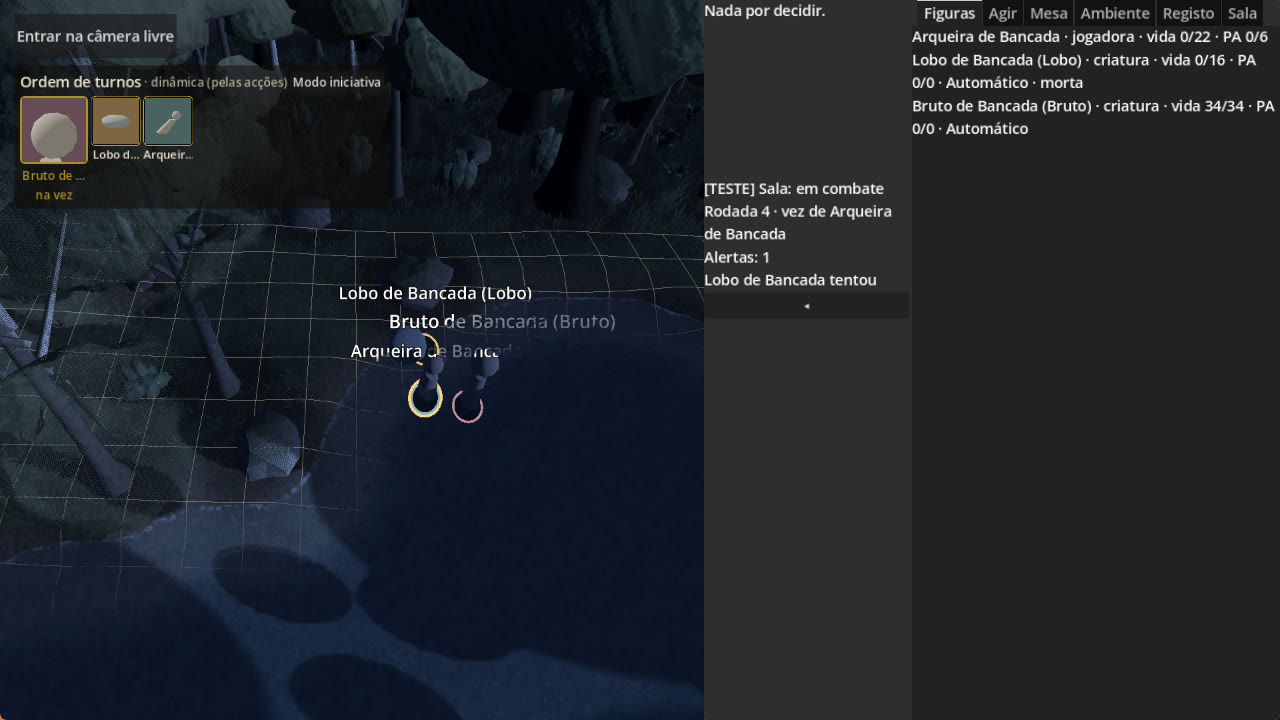 Entrar na câmera livre
Ordem de turnos · dinâmica (pelas acções) Modo iniciativa
Lobo d... Arqueir...
Bruto de ...
na vez
Lobo de Bancada (Lobo)
Bruto de Bancada (Bruto)
Arqueira de Bancada
Nada por decidir.
[TESTE] Sala: em combate
Rodada 4 · vez de Arqueira
de Bancada
Alertas: 1
Lobo de Bancada tentou
Figuras Agir Mesa Ambiente Registo Sala
Arqueira de Bancada · jogadora · vida 0/22 · PA 0/6
Lobo de Bancada (Lobo) · criatura · vida 0/16 · PA
0/0 · Automático · morta
Bruto de Bancada (Bruto) · criatura · vida 34/34 · PA
0/0 · Automático